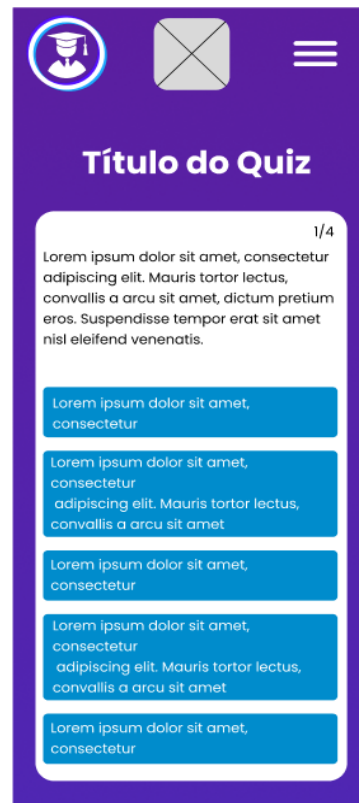 Título do Quiz
1/4
Lorem ipsum dolor sit amet, consectetur
adipiscing elit. Mauris tortor lectus,
convallis a arcu sit amet, dictum pretium
eros. Suspendisse tempor erat sit amet
nisl eleifend venenatis.
Lorem ipsum dolor sit amet,
consectetur
Lorem ipsum dolor sit amet,
consectetur
adipiscing elit. Mauris tortor lectus,
convallis a arcu sit amet
Lorem ipsum dolor sit amet,
consectetur
Lorem ipsum dolor sit amet,
consectetur
adipiscing elit. Mauris tortor lectus,
convallis a arcu sit amet
Lorem ipsum dolor sit amet,
consectetur